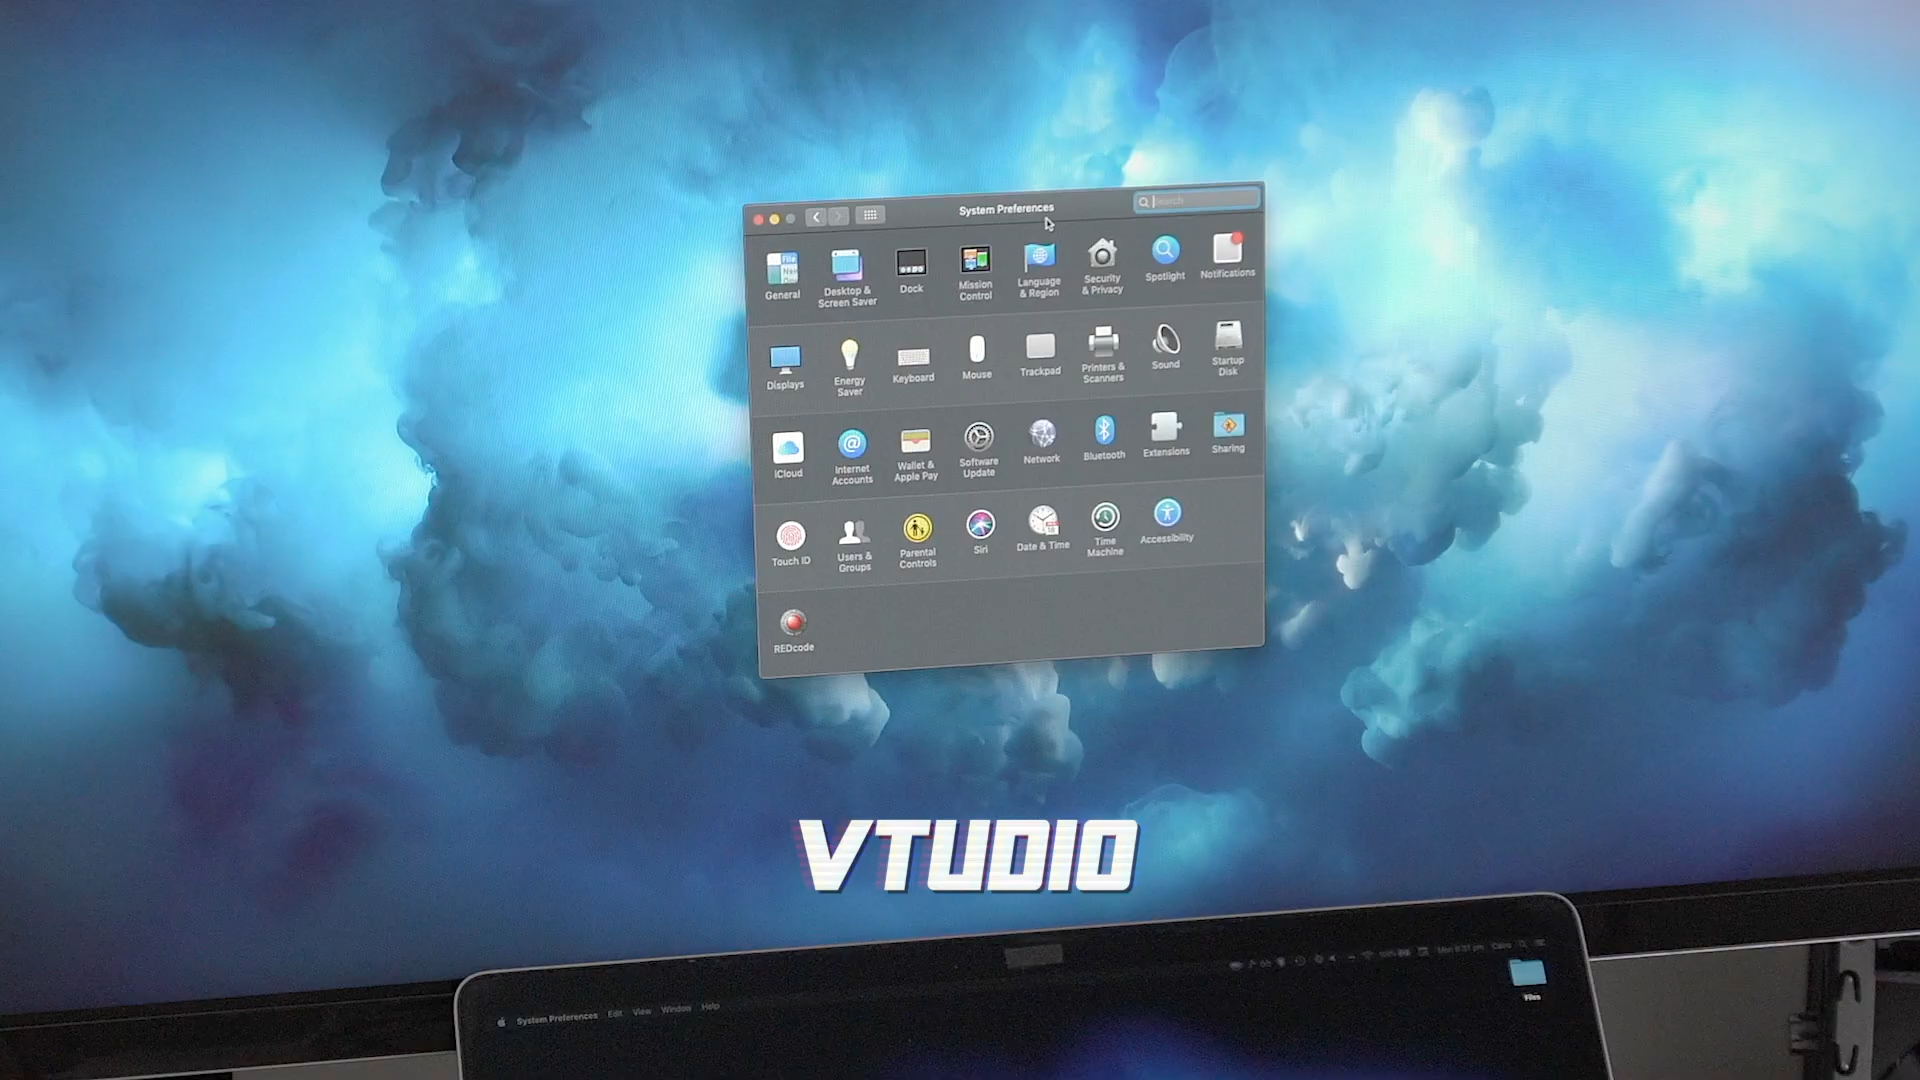 System Preferences
Search
General
Desktop &
Screen Saver
Dock
Mission
Control
Language
& Region
Security
& Privacy
Spotlight
Notifications
Displays
Energy
Saver
Keyboard
Mouse
Trackpad
Printers &
Scanners
Sound
Startup
Disk
iCloud
Internet
Accounts
Wallet &
Apple Pay
Software
Update
Network
Bluetooth
Extensions
Sharing
Touch ID
Users &
Groups
Parental
Controls
Siri
Date & Time
Time
Machine
Accessibility
REDcode
VTUDIO
System Preferences Edit View Window Help
Files